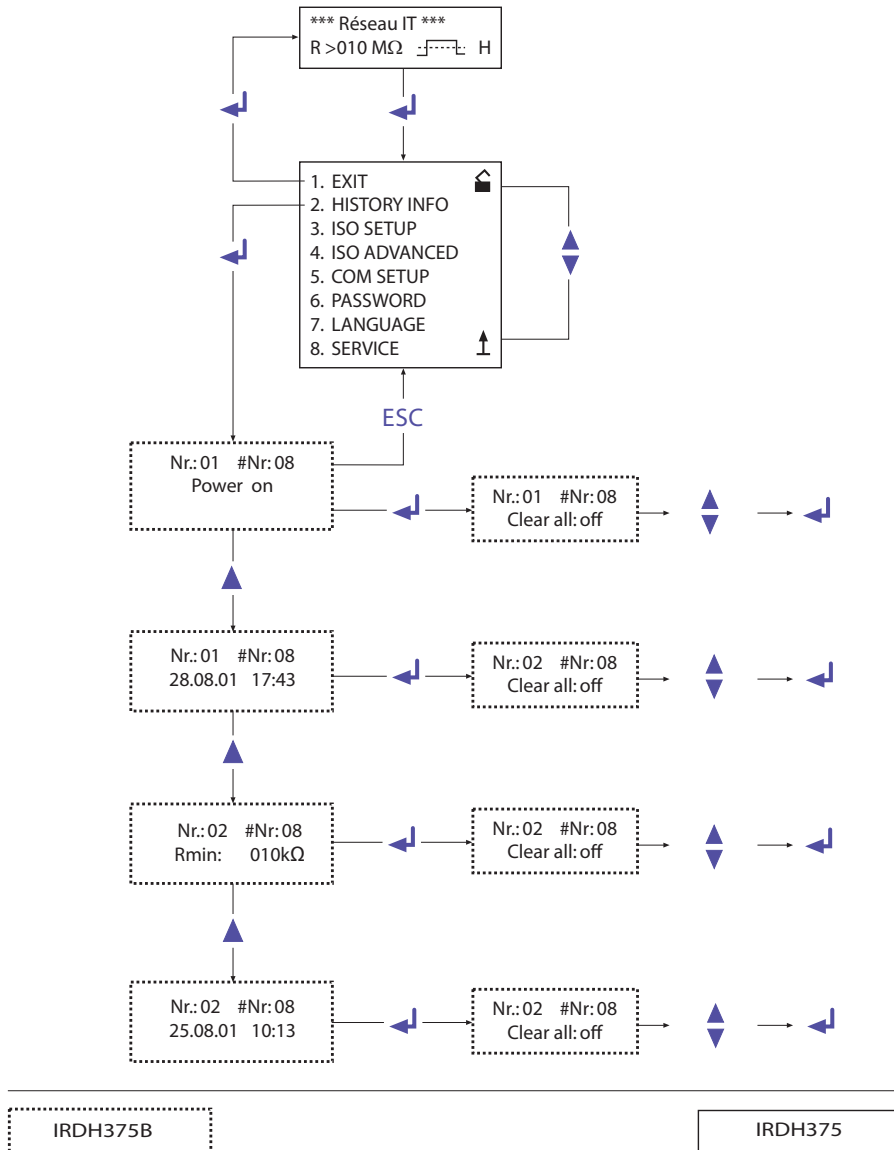 *** Réseau IT ***
R >010 MΩ H
1. EXIT
2. HISTORY INFO
3. ISO SETUP
4. ISO ADVANCED
5. COM SETUP
6. PASSWORD
7. LANGUAGE
8. SERVICE
ESC
Nr.: 01 #Nr: 08
Power on
Nr.: 01 #Nr: 08
Clear all: off
Nr.: 01 #Nr: 08
28.08.01 17:43
Nr.: 02 #Nr: 08
Clear all: off
Nr.: 02 #Nr: 08
Rmin: 010kΩ
Nr.: 02 #Nr: 08
Clear all: off
Nr.: 02 #Nr: 08
25.08.01 10:13
Nr.: 02 #Nr: 08
Clear all: off
IRDH375B
IRDH375